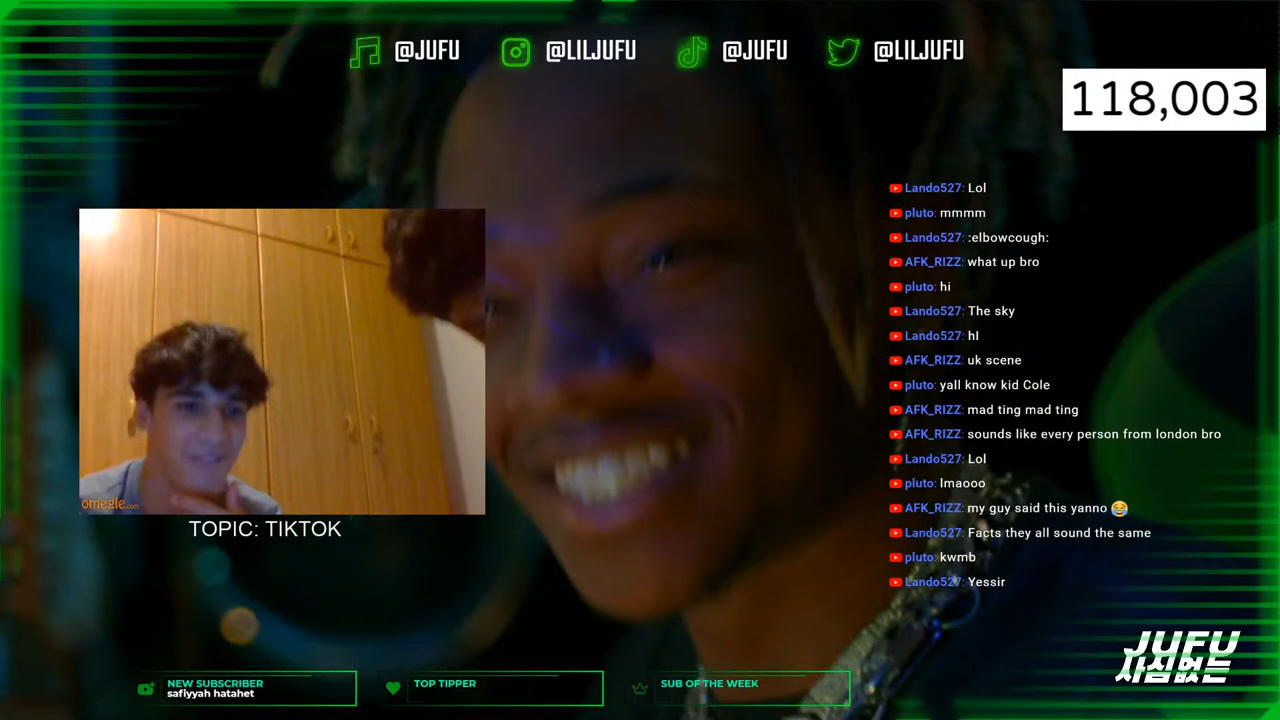 @JUFU
@LILJUFU
@JUFU
@LILJUFU
118,003
Lando527: Lol
pluto: mmmm
Lando527: :elbowcough:
AFK_RIZZ: what up bro
pluto: hi
Lando527: The sky
Lando527: hI
AFK_RIZZ: uk scene
pluto: yall know kid Cole
AFK_RIZZ: mad ting mad ting
AFK_RIZZ: sounds like every person from london bro
Lando527: Lol
pluto: lmaooo
AFK_RIZZ: my guy said this yanno 😂
Lando527: Facts they all sound the same
pluto: kwmb
Lando527: Yessir
omegle.com
TOPIC: TIKTOK
NEW SUBSCRIBER
safiyyah hatahet
TOP TIPPER
SUB OF THE WEEK
JUFU
사심없는